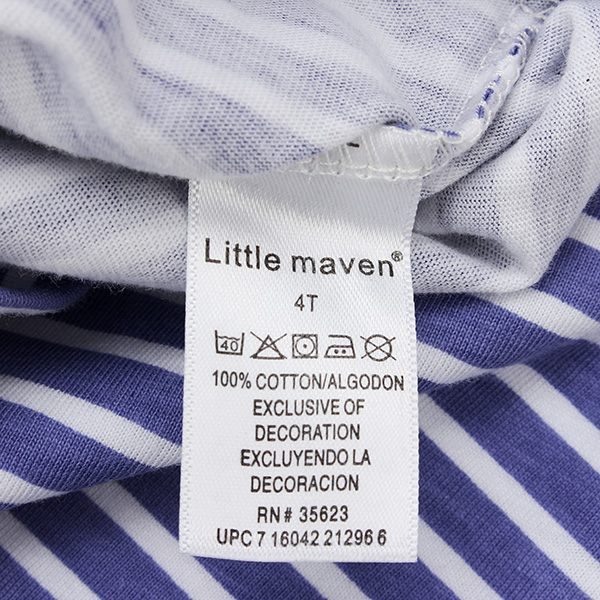 Little maven®
4T
40
100% COTTON/ALGODON
EXCLUSIVE OF
DECORATION
EXCLUYENDO LA
DECORACION
RN# 35623
UPC 7 16042 21296 6